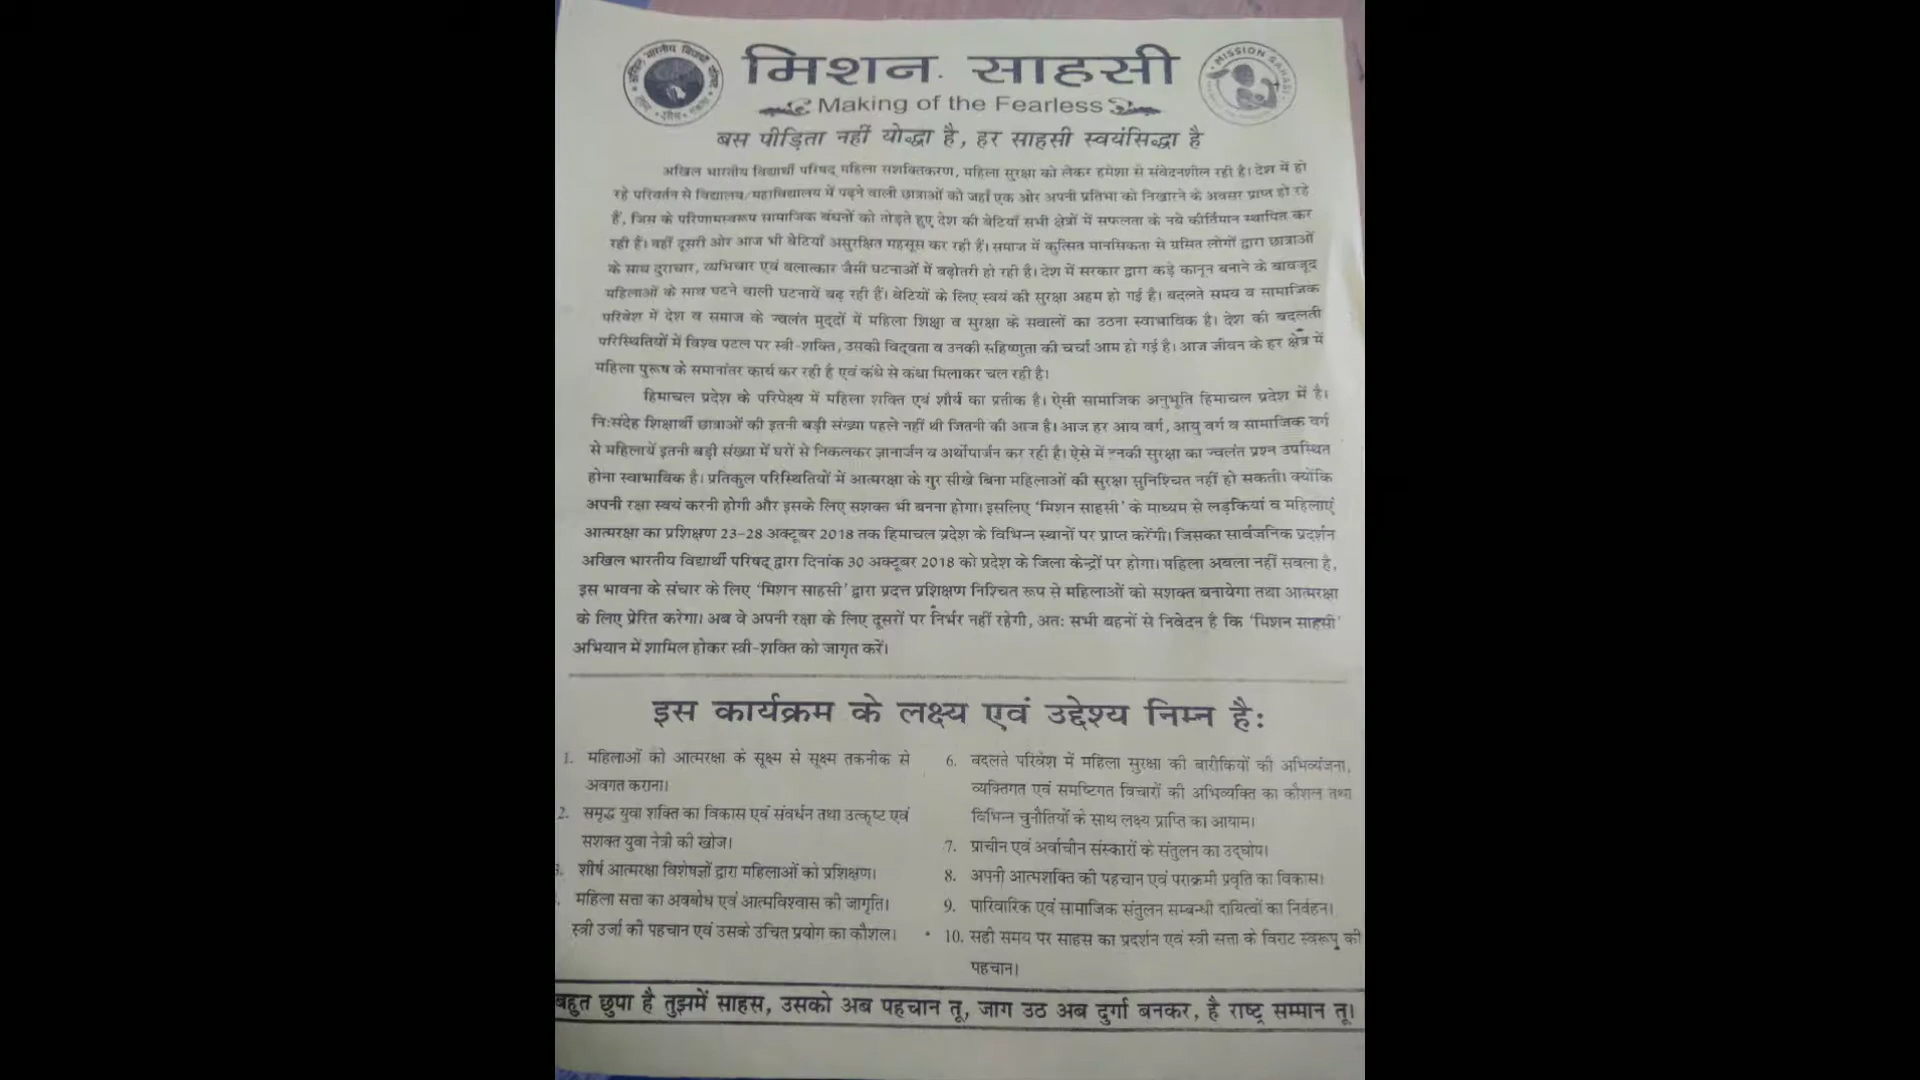 मिशन साहसी
Making of the Fearless
बस पीड़िता नहीं योद्धा है, हर साहसी स्वयंसिद्धा है
अखिल भारतीय विद्यार्थी परिषद् महिला सशक्तिकरण, महिला सुरक्षा को लेकर हमेशा से संवेदनशील रही है। देश में हो
रहे परिवर्तन से विद्यालय/महाविद्यालय में पढ़ने वाली छात्राओं को जहाँ एक ओर अपनी प्रतिभा को निखारने के अवसर प्राप्त हो रहे
हैं, जिस के परिणामस्वरूप सामाजिक बंधनों को तोड़ते हुए देश की बेटियाँ सभी क्षेत्रों में सफलता के नये कीर्तिमान स्थापित कर
रही हैं। वहीं दूसरी ओर आज भी बेटियाँ असुरक्षित महसूस कर रही हैं। समाज में कुत्सित मानसिकता से ग्रसित लोगों द्वारा छात्राओं
के साथ दुराचार, व्यभिचार एवं बलात्कार जैसी घटनाओं में बढ़ोतरी हो रही है। देश में सरकार द्वारा कड़े कानून बनाने के बावजूद
महिलाओं के साथ घटने वाली घटनायें बढ़ रही हैं। बेटियों के लिए स्वयं की सुरक्षा अहम हो गई है। बदलते समय व सामाजिक
परिवेश में देश व समाज के ज्वलंत मुद्दों में महिला शिक्षा व सुरक्षा के सवालों का उठना स्वाभाविक है। देश की बदलती
परिस्थितियों में विश्व पटल पर स्त्री-शक्ति, उसकी विद्वता व उनकी सहिष्णुता की चर्चा आम हो गई है। आज जीवन के हर क्षेत्र में
महिला पुरूष के समानांतर कार्य कर रही है एवं कंधे से कंधा मिलाकर चल रही है।
हिमाचल प्रदेश के परिपेक्ष्य में महिला शक्ति एवं शौर्य का प्रतीक है। ऐसी सामाजिक अनुभूति हिमाचल प्रदेश में है।
नि:संदेह शिक्षार्थी छात्राओं की इतनी बड़ी संख्या पहले नहीं थी जितनी की आज है। आज हर आय वर्ग, आयु वर्ग व सामाजिक वर्ग
से महिलायें इतनी बड़ी संख्या में घरों से निकलकर ज्ञानार्जन व अर्थोपार्जन कर रही है। ऐसे में इनकी सुरक्षा का ज्वलंत प्रश्न उपस्थित
होना स्वाभाविक है। प्रतिकुल परिस्थितियों में आत्मरक्षा के गुर सीखे बिना महिलाओं की सुरक्षा सुनिश्चित नहीं हो सकती। क्योंकि
अपनी रक्षा स्वयं करनी होगी और इसके लिए सशक्त भी बनना होगा। इसलिए 'मिशन साहसी' के माध्यम से लड़कियां व महिलाएं
आत्मरक्षा का प्रशिक्षण 23-28 अक्टूबर 2018 तक हिमाचल प्रदेश के विभिन्न स्थानों पर प्राप्त करेंगी। जिसका सार्वजनिक प्रदर्शन
अखिल भारतीय विद्यार्थी परिषद् द्वारा दिनांक 30 अक्टूबर 2018 को प्रदेश के जिला केन्द्रों पर होगा। महिला अबला नहीं सबला है,
इस भावना के संचार के लिए 'मिशन साहसी' द्वारा प्रदत्त प्रशिक्षण निश्चित रूप से महिलाओं को सशक्त बनायेगा तथा आत्मरक्षा
के लिए प्रेरित करेगा। अब वे अपनी रक्षा के लिए दूसरों पर निर्भर नहीं रहेगी, अत: सभी बहनों से निवेदन है कि 'मिशन साहसी'
अभियान में शामिल होकर स्त्री-शक्ति को जागृत करें।
इस कार्यक्रम के लक्ष्य एवं उद्देश्य निम्न है:
1. महिलाओं को आत्मरक्षा के सूक्ष्म से सूक्ष्म तकनीक से
अवगत कराना।
2. समृद्ध युवा शक्ति का विकास एवं संवर्धन तथा उत्कृष्ट एवं
सशक्त युवा नेत्री की खोज।
3. शीर्ष आत्मरक्षा विशेषज्ञों द्वारा महिलाओं को प्रशिक्षण।
महिला सत्ता का अवबोध एवं आत्मविश्वास की जागृति।
स्त्री उर्जा की पहचान एवं उसके उचित प्रयोग का कौशल।
6. बदलते परिवेश में महिला सुरक्षा की बारीकियों की अभिव्यंजना,
व्यक्तिगत एवं समष्टिगत विचारों की अभिव्यक्ति का कौशल तथा
विभिन्न चुनौतियों के साथ लक्ष्य प्राप्ति का आयाम।
7. प्राचीन एवं अर्वाचीन संस्कारों के संतुलन का उद्घोष।
8. अपनी आत्मशक्ति की पहचान एवं पराक्रमी प्रवृति का विकास।
9. पारिवारिक एवं सामाजिक संतुलन सम्बन्धी दायित्वों का निर्वहन।
10. सही समय पर साहस का प्रदर्शन एवं स्त्री सत्ता के विराट स्वरूप की
पहचान।
बहुत छुपा है तुझमें साहस, उसको अब पहचान तू, जाग उठ अब दुर्गा बनकर, है राष्ट्र सम्मान तू।